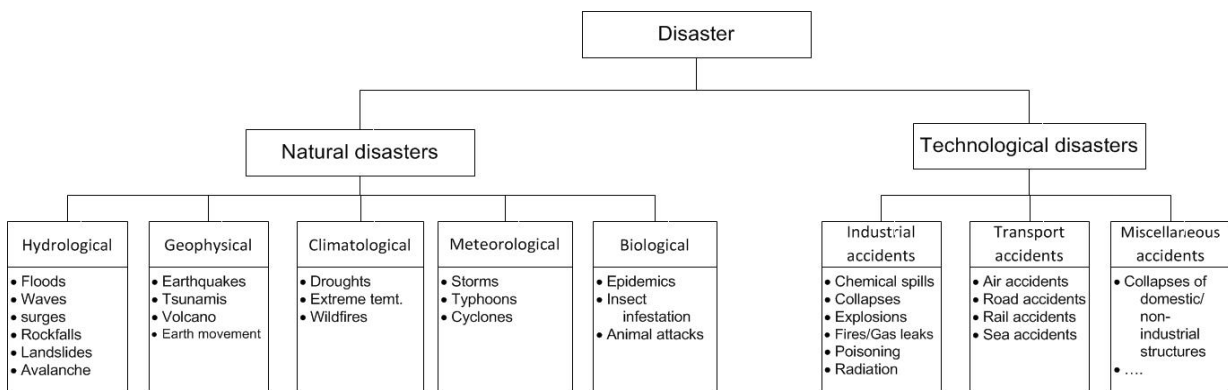 Disaster
Natural disasters
Technological disasters
Hydrological
• Floods
• Waves
• surges
• Rockfalls
• Landslides
• Avalanche
Geophysical
• Earthquakes
• Tsunamis
• Volcano
• Earth movement
Climatological
• Droughts
• Extreme temt.
• Wildfires
Meteorological
• Storms
• Typhoons
• Cyclones
Biological
• Epidemics
• Insect
infestation
• Animal attacks
Industrial
accidents
• Chemical spills
• Collapses
• Explosions
• Fires/Gas leaks
• Poisoning
• Radiation
Transport
accidents
• Air accidents
• Road accidents
• Rail accidents
• Sea accidents
Miscellaneous
accidents
• Collapses of
domestic/
non-
industrial
structures
• ....